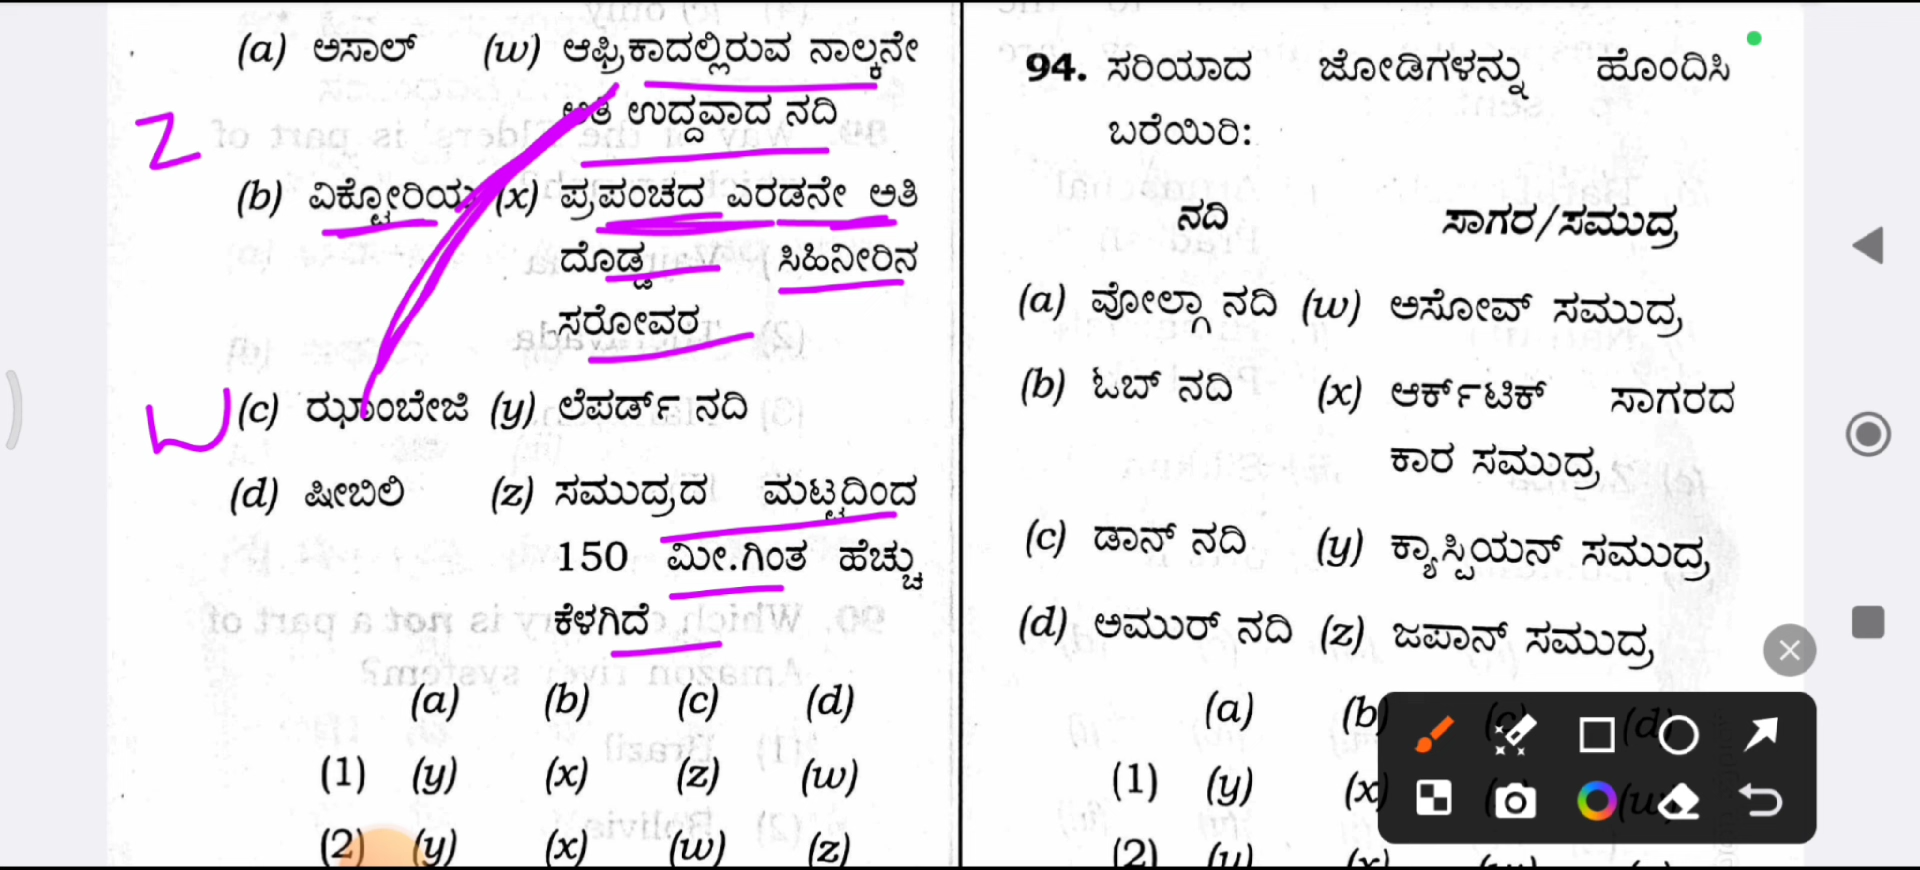 (a) ಅಸಾಲ್ (w) ಆಫ್ರಿಕಾದಲ್ಲಿರುವ ನಾಲ್ಕನೇ
ಅತಿ ಉದ್ದವಾದ ನದಿ
Z
(b) ವಿಕ್ಟೋರಿಯ (x) ಪ್ರಪಂಚದ ಎರಡನೇ ಅತಿ
ದೊಡ್ಡ ಸಿಹಿನೀರಿನ
ಸರೋವರ
W
(c) ಝಾಂಬೇಜಿ (y) ಲೆಪರ್ಡ್ ನದಿ
(d) ಷೀಬಿಲಿ (z) ಸಮುದ್ರದ ಮಟ್ಟದಿಂದ
150 ಮೀ.ಗಿಂತ ಹೆಚ್ಚು
ಕೆಳಗಿದೆ
(a) (b) (c) (d)
(1) (y) (x) (z) (w)
(2) (y) (x) (w) (z)
94. ಸರಿಯಾದ ಜೋಡಿಗಳನ್ನು ಹೊಂದಿಸಿ
ಬರೆಯಿರಿ:
ನದಿ ಸಾಗರ/ಸಮುದ್ರ
(a) ವೋಲ್ಗಾ ನದಿ (w) ಅಸೋವ್ ಸಮುದ್ರ
(b) ಓಬ್ ನದಿ (x) ಆರ್ಕ್ಟಿಕ್ ಸಾಗರದ
ಕಾರ ಸಮುದ್ರ
(c) ಡಾನ್ ನದಿ (y) ಕ್ಯಾಸ್ಪಿಯನ್ ಸಮುದ್ರ
(d) ಅಮುರ್ ನದಿ (z) ಜಪಾನ್ ಸಮುದ್ರ
(a) (b) (c) (d)
(1) (y) (x) (w)
(2) (y) (x)